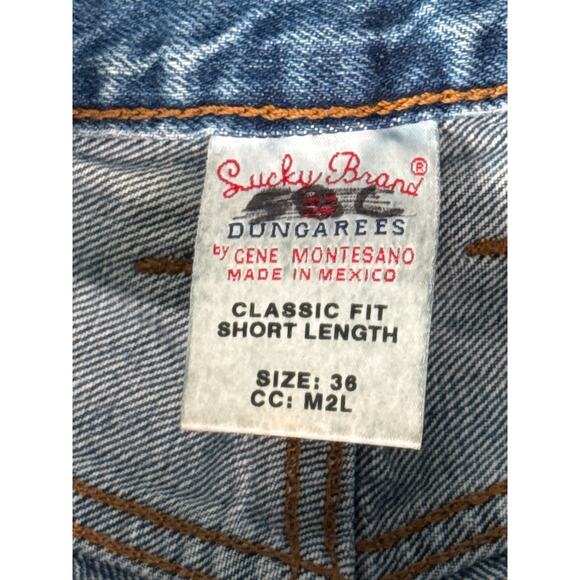 Lucky Brand®
DUNGAREES
by GENE MONTESANO
MADE IN MEXICO
CLASSIC FIT
SHORT LENGTH
SIZE: 36
CC: M2L